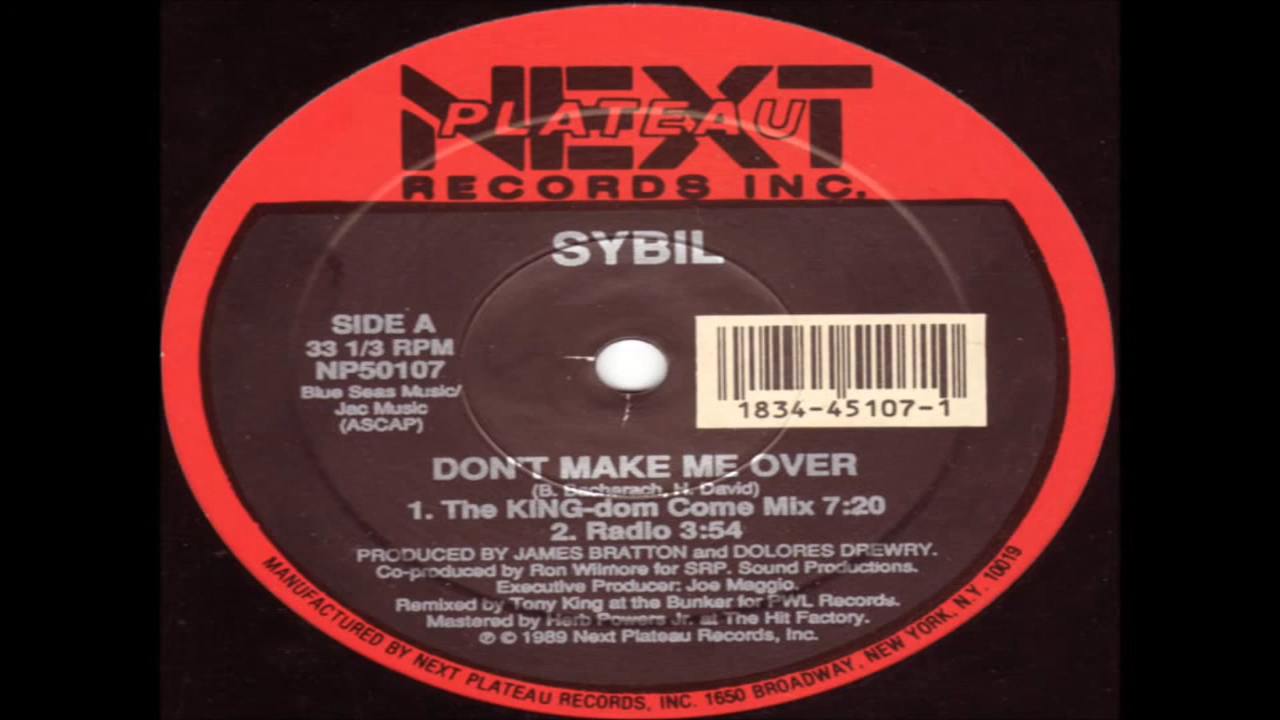 NEXT
PLATEAU
RECORDS INC.
SYBIL
SIDE A
33 1/3 RPM
NP50107
Blue Seas Music/
Jac Music
(ASCAP)
1834-45107-1
DON'T MAKE ME OVER
(B. Bacharach, H. David)
1. The KING-dom Come Mix 7:20
2. Radio 3:54
PRODUCED BY JAMES BRATTON and DOLORES DREWRY.
Co-produced by Ron Wilmore for SRP. Sound Productions.
Executive Producer: Joe Maggio.
Remixed by Tony King at the Bunker for PWL Records.
Mastered by Herb Powers Jr. at The Hit Factory.
℗ © 1989 Next Plateau Records, Inc.
MANUFACTURED BY NEXT PLATEAU RECORDS, INC. 1650 BROADWAY, NEW YORK, N.Y. 10019